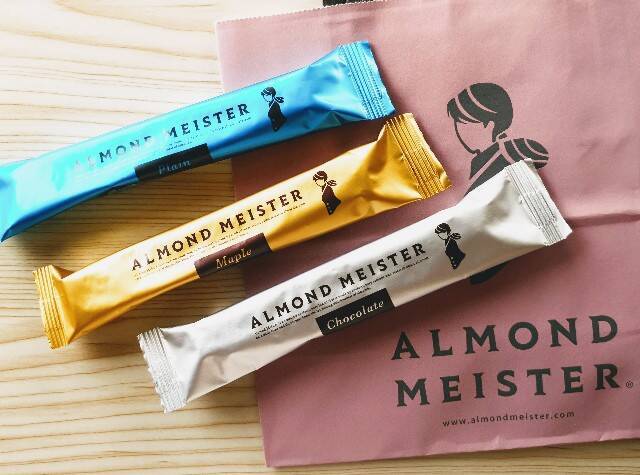 ALMOND MEISTER
Plain
ALMOND MEISTER
Maple
ALMOND MEISTER
Chocolate
ALMOND
MEISTER®
www.almondmeister.com